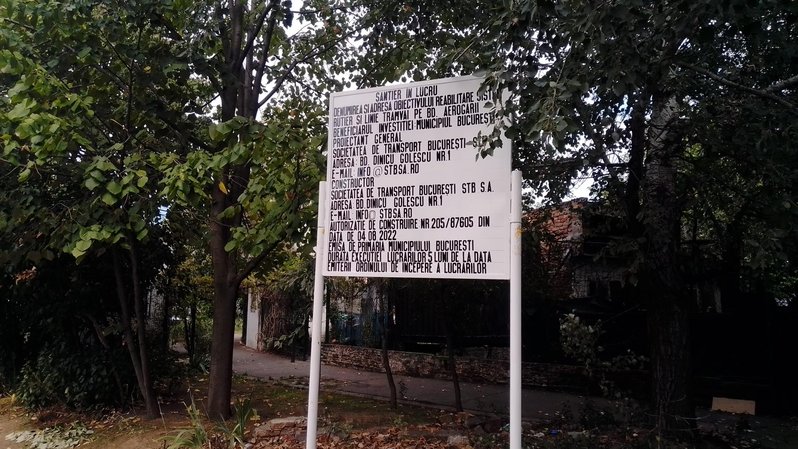 SANTIER IN LUCRU
DENUMIREA SI ADRESA OBIECTIVULUI REABILITARE SIST
RUTIER SI LINIE TRAMVAI PE BD. AEROGARII
BENEFICIARUL INVESTITIEI MUNICIPIUL BUCURESTI
PROIECTANT GENERAL
SOCIETATEA DE TRANSPORT BUCURESTI
ADRESA: BD. DINICU GOLESCU NR.1
E-MAIL: INFO @ STBSA.RO
CONSTRUCTOR
SOCIETATEA DE TRANSPORT BUCURESTI STB S.A.
ADRESA BD. DINICU GOLESCU NR 1
E-MAIL INFO@ STBSA.RO
AUTORIZATIE DE CONSTRUIRE NR 205/87605 DIN
DATA DE 04 08 2022
EMISA DE PRIMARIA MUNICIPIULUI BUCURESTI
DURATA EXECUTIEI LUCRARILOR 5 LUNI DE LA DATA
EMITERII ORDINULUI DE INCEPERE A LUCRARILOR